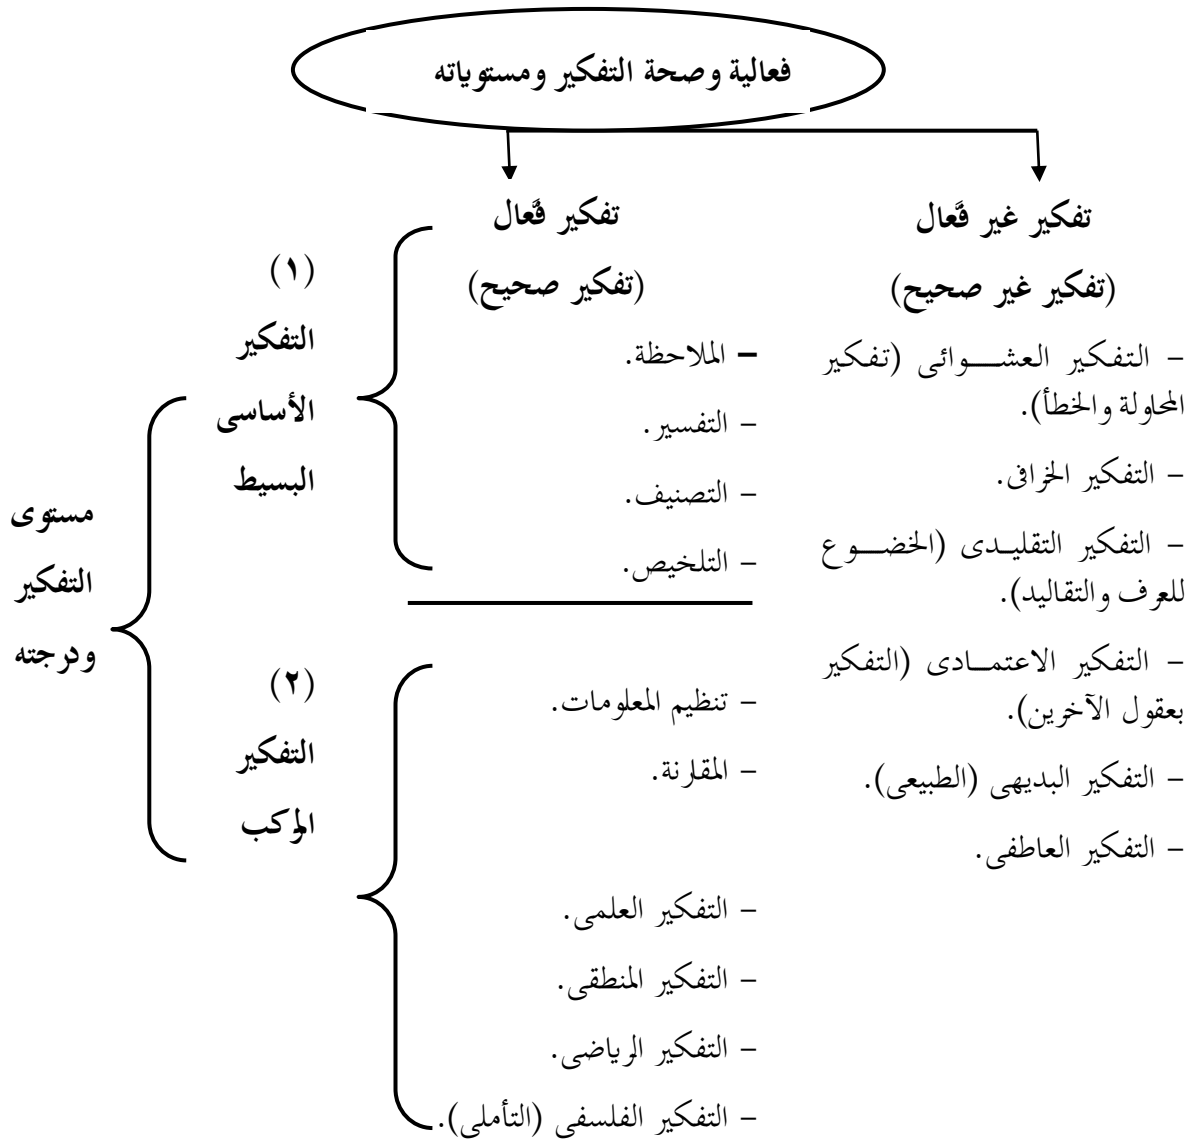 فعالية وصحة التفكير ومستوياته
تفكير غير فعَّال
(تفكير غير صحيح)
– التفكير العشوائى (تفكير
المحاولة والخطأ).
– التفكير الخرافى.
– التفكير التقليدى (الخضوع
للعرف والتقاليد).
– التفكير الاعتمادى (التفكير
بعقول الآخرين).
– التفكير البديهى (الطبيعى).
– التفكير العاطفى.
تفكير فعَّال
(تفكير صحيح)
– الملاحظة.
– التفسير.
– التصنيف.
– التلخيص.
– تنظيم المعلومات.
– المقارنة.
– التفكير العلمى.
– التفكير المنطقى.
– التفكير الرياضى.
– التفكير الفلسفى (التأملى).
(١)
التفكير
الأساسى
البسيط
(٢)
التفكير
المركب
مستوى
التفكير
ودرجته